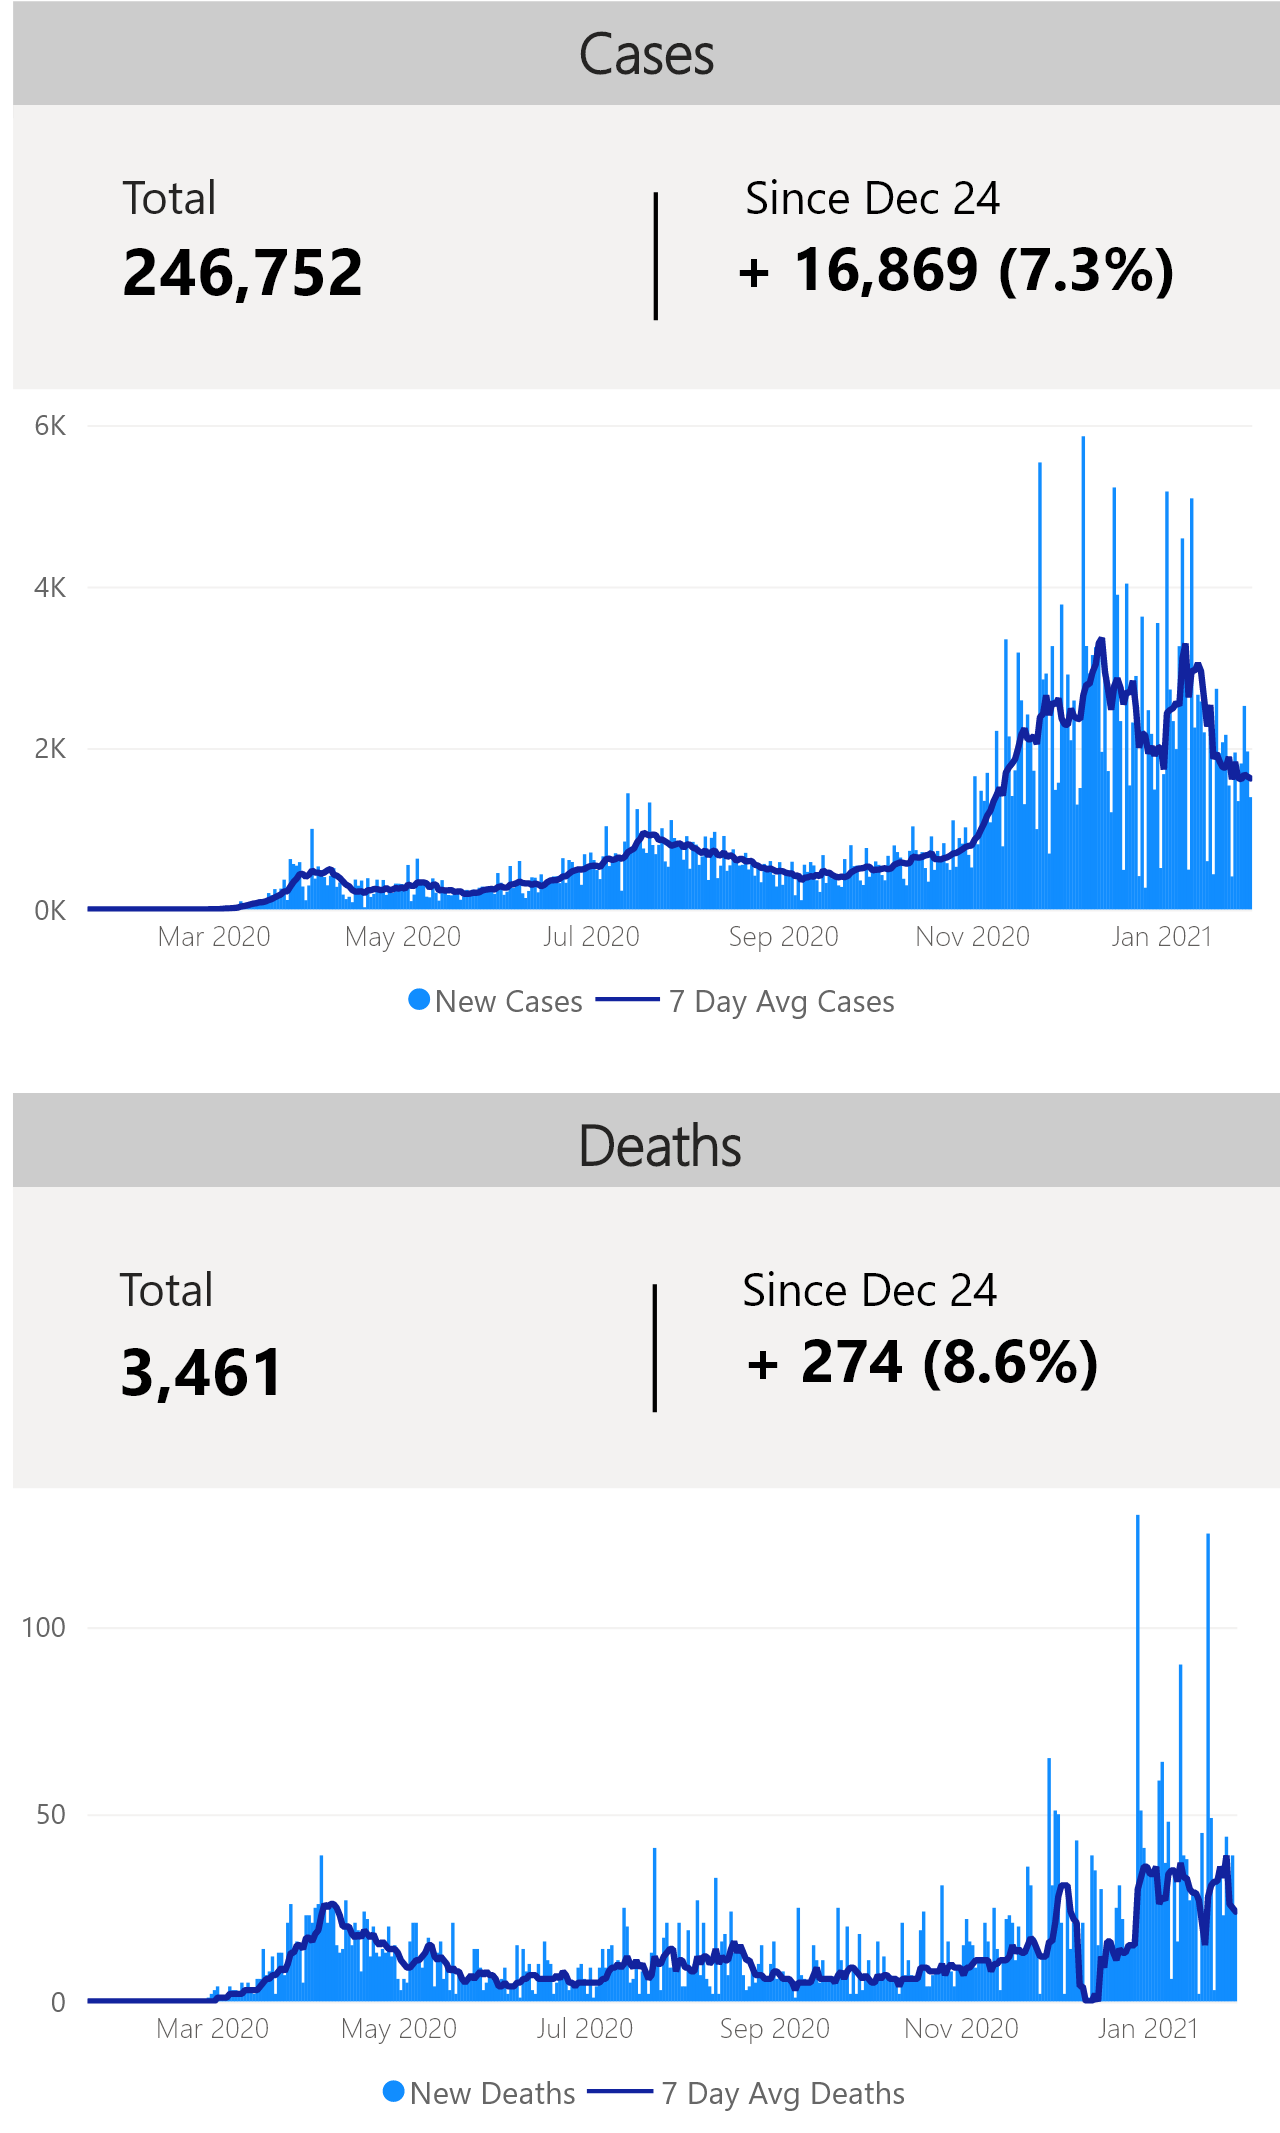 Cases
Total
Since Dec 24
246,752
+ 16,869 (7.3%)
6K
4K
2K
0K
Mar 2020 May 2020 Jul 2020 Sep 2020 Nov 2020 Jan 2021
New Cases 7 Day Avg Cases
Deaths
Total
Since Dec 24
3,461
+ 274 (8.6%)
100
50
0
Mar 2020 May 2020 Jul 2020 Sep 2020 Nov 2020 Jan 2021
New Deaths 7 Day Avg Deaths